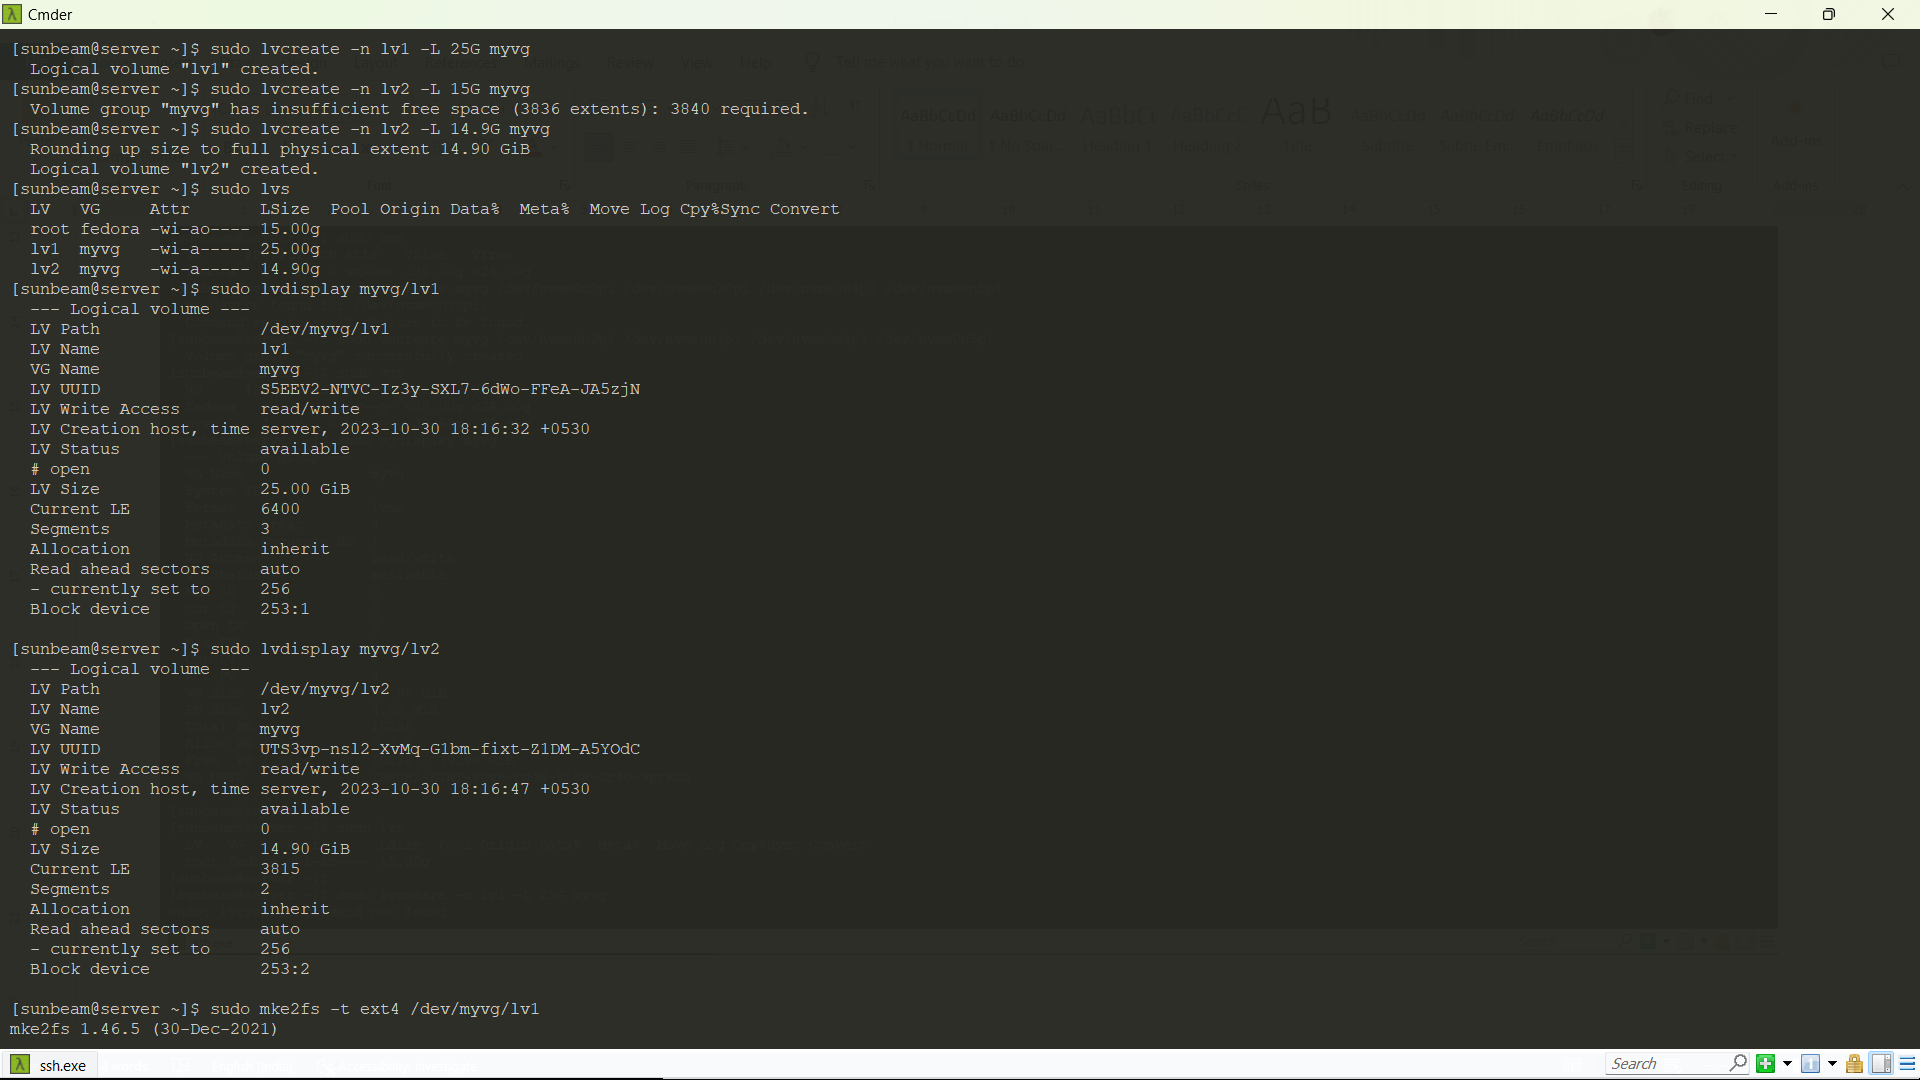 Cmder
[sunbeam@server ~]$ sudo lvcreate -n lv1 -L 25G myvg
  Logical volume "lv1" created.
[sunbeam@server ~]$ sudo lvcreate -n lv2 -L 15G myvg
  Volume group "myvg" has insufficient free space (3836 extents): 3840 required.
[sunbeam@server ~]$ sudo lvcreate -n lv2 -L 14.9G myvg
  Rounding up size to full physical extent 14.90 GiB
  Logical volume "lv2" created.
[sunbeam@server ~]$ sudo lvs
  LV   VG     Attr       LSize  Pool Origin Data%  Meta%  Move Log Cpy%Sync Convert
  root fedora -wi-ao---- 15.00g
  lv1  myvg   -wi-a----- 25.00g
  lv2  myvg   -wi-a----- 14.90g
[sunbeam@server ~]$ sudo lvdisplay myvg/lv1
  --- Logical volume ---
  LV Path                /dev/myvg/lv1
  LV Name                lv1
  VG Name                myvg
  LV UUID                S5EEV2-NTVC-Iz3y-SXL7-6dWo-FFeA-JA5zjN
  LV Write Access        read/write
  LV Creation host, time server, 2023-10-30 18:16:32 +0530
  LV Status              available
  # open                 0
  LV Size                25.00 GiB
  Current LE             6400
  Segments               3
  Allocation             inherit
  Read ahead sectors     auto
  - currently set to     256
  Block device           253:1
[sunbeam@server ~]$ sudo lvdisplay myvg/lv2
  --- Logical volume ---
  LV Path                /dev/myvg/lv2
  LV Name                lv2
  VG Name                myvg
  LV UUID                UTS3vp-nsl2-XvMq-G1bm-fixt-Z1DM-A5YOdC
  LV Write Access        read/write
  LV Creation host, time server, 2023-10-30 18:16:47 +0530
  LV Status              available
  # open                 0
  LV Size                14.90 GiB
  Current LE             3815
  Segments               2
  Allocation             inherit
  Read ahead sectors     auto
  - currently set to     256
  Block device           253:2
[sunbeam@server ~]$ sudo mke2fs -t ext4 /dev/myvg/lv1
mke2fs 1.46.5 (30-Dec-2021)
ssh.exe
Search